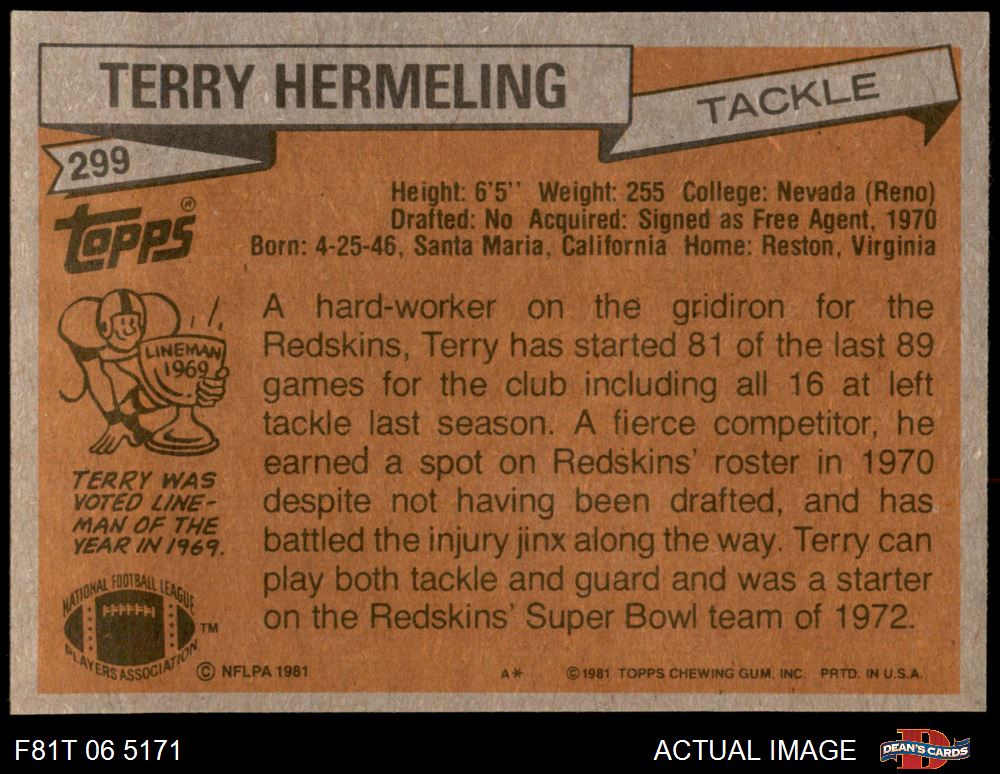 TERRY HERMELING
TACKLE
299
Topps®
Height: 6'5'' Weight: 255 College: Nevada (Reno)
Drafted: No Acquired: Signed as Free Agent, 1970
Born: 4-25-46, Santa Maria, California Home: Reston, Virginia
LINEMAN
1969
TERRY WAS
VOTED LINE-
MAN OF THE
YEAR IN 1969.
A hard-worker on the gridiron for the
Redskins, Terry has started 81 of the last 89
games for the club including all 16 at left
tackle last season. A fierce competitor, he
earned a spot on Redskins' roster in 1970
despite not having been drafted, and has
battled the injury jinx along the way. Terry can
play both tackle and guard and was a starter
on the Redskins' Super Bowl team of 1972.
NATIONAL FOOTBALL LEAGUE
PLAYERS ASSOCIATION
TM
© NFLPA 1981
A*
©1981 TOPPS CHEWING GUM, INC. PRTD. IN U.S.A.
F81T 06 5171
ACTUAL IMAGE
DEAN'S CARDS